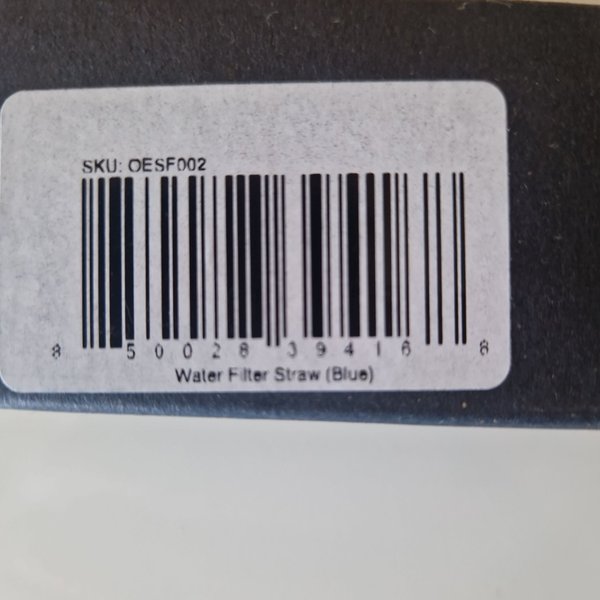 SKU: OESF002
8 50028 39416 8
Water Filter Straw (Blue)